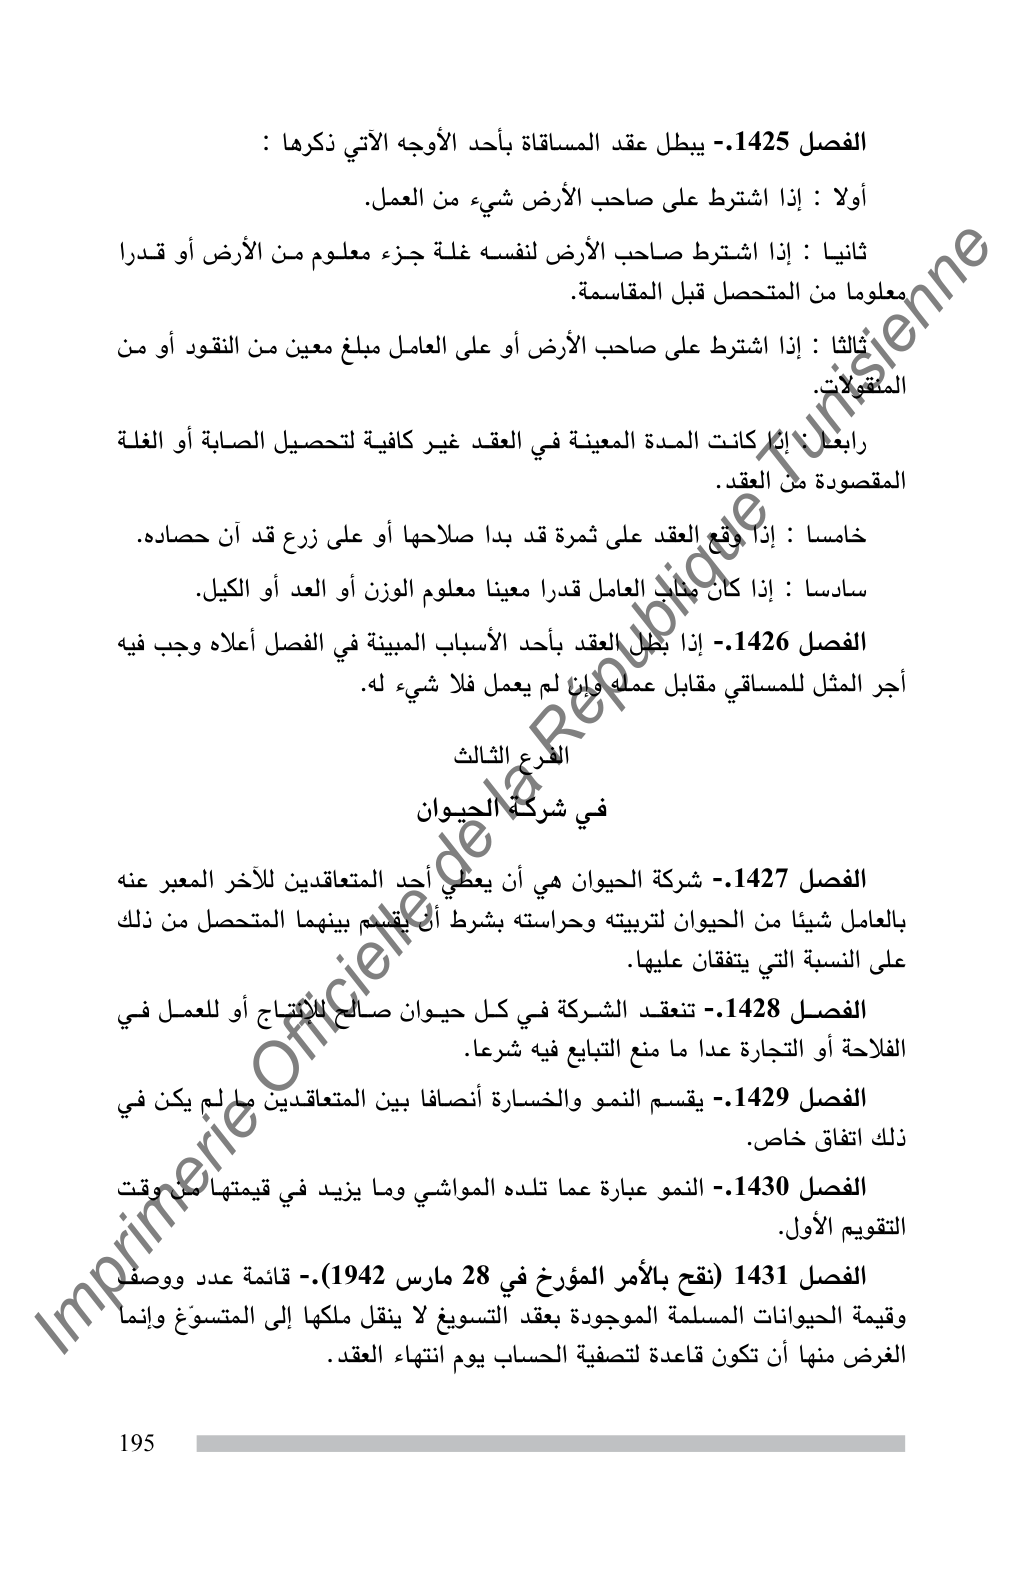 الفصل 1425.- يبطل عقد المساقاة بأحد الأوجه الآتي ذكرها :
أولا : إذا اشترط على صاحب الأرض شيء من العمل.
ثانيا : إذا اشترط صاحب الأرض لنفسه غلة جزء معلوم من الأرض أو قدرا
معلوما من المتحصل قبل المقاسمة.
ثالثا : إذا اشترط على صاحب الأرض أو على العامل مبلغ معين من النقود أو من
المنقولات.
رابعا : إذا كانت المدة المعينة في العقد غير كافية لتحصيل الصابة أو الغلة
المقصودة من العقد.
خامسا : إذا وقع العقد على ثمرة قد بدا صلاحها أو على زرع قد آن حصاده.
سادسا : إذا كان مناب العامل قدرا معينا معلوم الوزن أو العد أو الكيل.
الفصل 1426.- إذا بطل العقد بأحد الأسباب المبينة في الفصل أعلاه وجب فيه
أجر المثل للمساقي مقابل عمله وإن لم يعمل فلا شيء له.
الفرع الثالث
في شركة الحيوان
الفصل 1427.- شركة الحيوان هي أن يعطي أحد المتعاقدين للآخر المعبر عنه
بالعامل شيئا من الحيوان لتربيته وحراسته بشرط أن يقسم بينهما المتحصل من ذلك
على النسبة التي يتفقان عليها.
الفصل 1428.- تنعقد الشركة في كل حيوان صالح للإنتاج أو للعمل في
الفلاحة أو التجارة عدا ما منع التبايع فيه شرعا.
الفصل 1429.- يقسم النمو والخسارة أنصافا بين المتعاقدين ما لم يكن في
ذلك اتفاق خاص.
الفصل 1430.- النمو عبارة عما تلده المواشي وما يزيد في قيمتها من وقت
التقويم الأول.
الفصل 1431 (نقح بالأمر المؤرخ في 28 مارس 1942).- قائمة عدد ووصف
وقيمة الحيوانات المسلمة الموجودة بعقد التسويغ لا ينقل ملكها إلى المتسوّغ وإنما
الغرض منها أن تكون قاعدة لتصفية الحساب يوم انتهاء العقد.
195
Imprimerie Officielle de la République Tunisienne